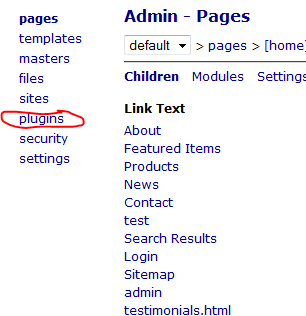 pages
templates
masters
files
sites
plugins
security
settings
Admin - Pages
default > pages > [home]
Children Modules Settings
Link Text
About
Featured Items
Products
News
Contact
test
Search Results
Login
Sitemap
admin
testimonials.html